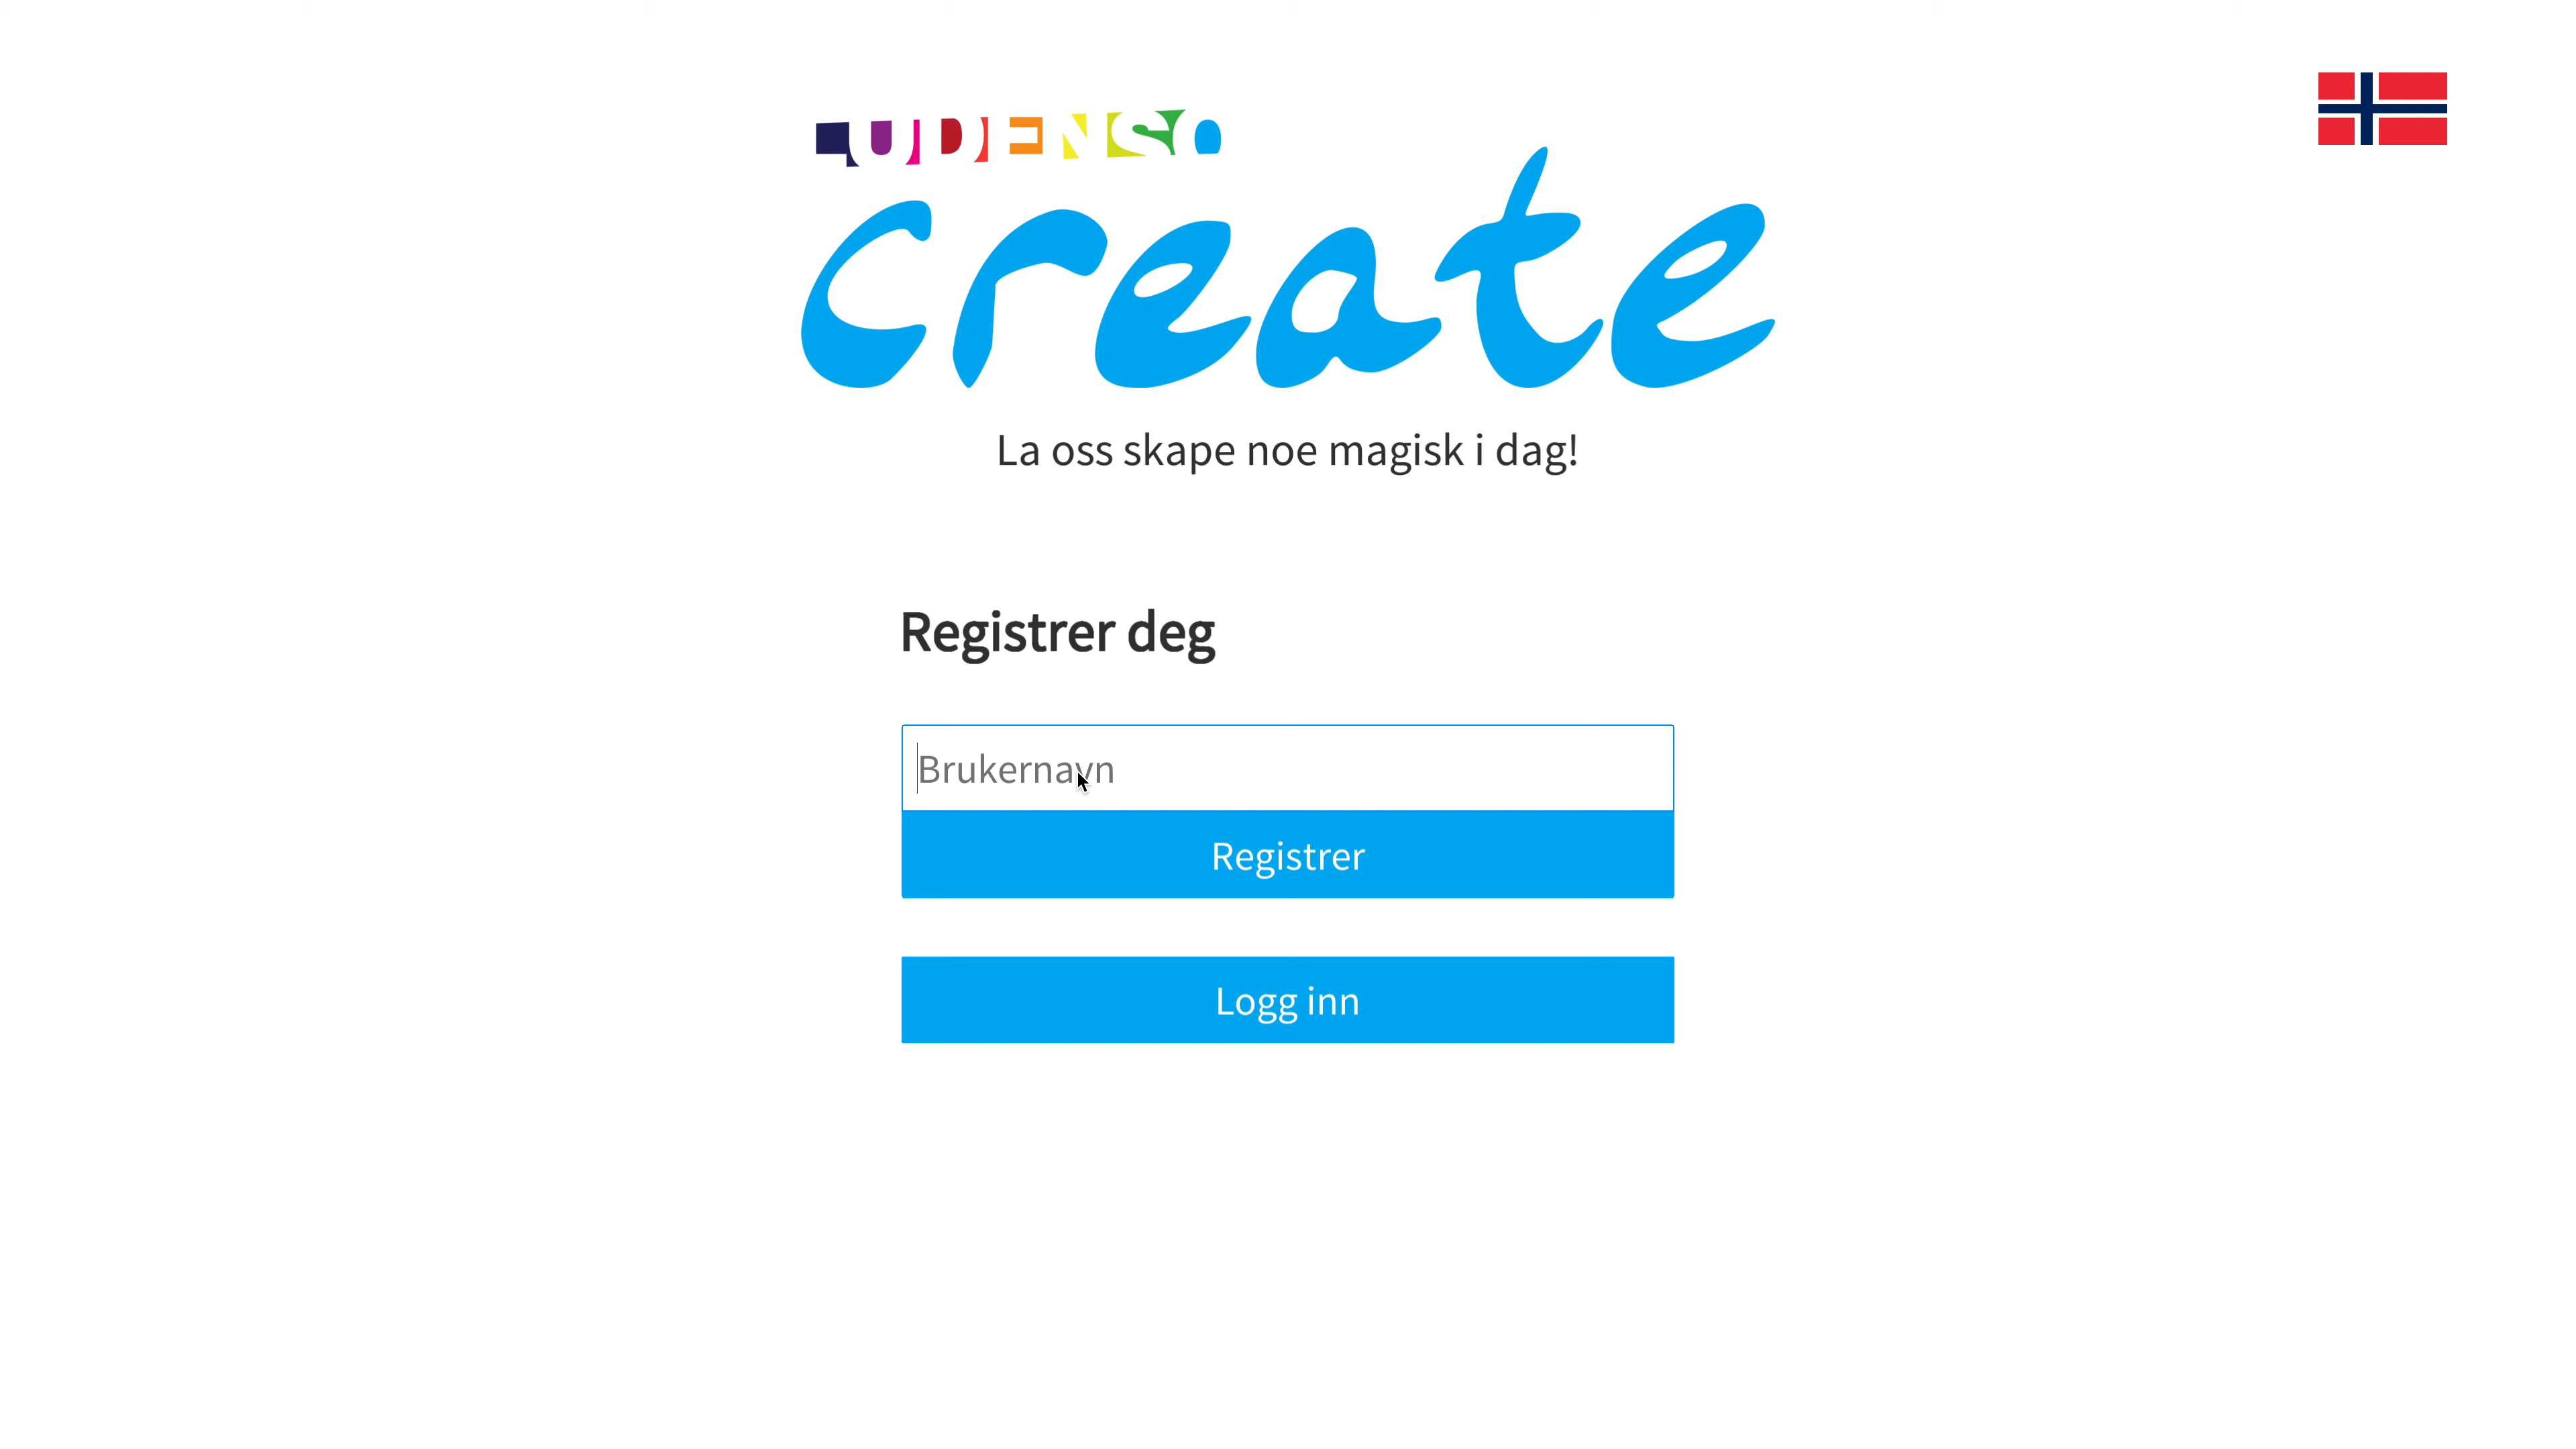 LUDENSO
create
La oss skape noe magisk i dag!
Registrer deg
Brukernavn
Registrer
Logg inn